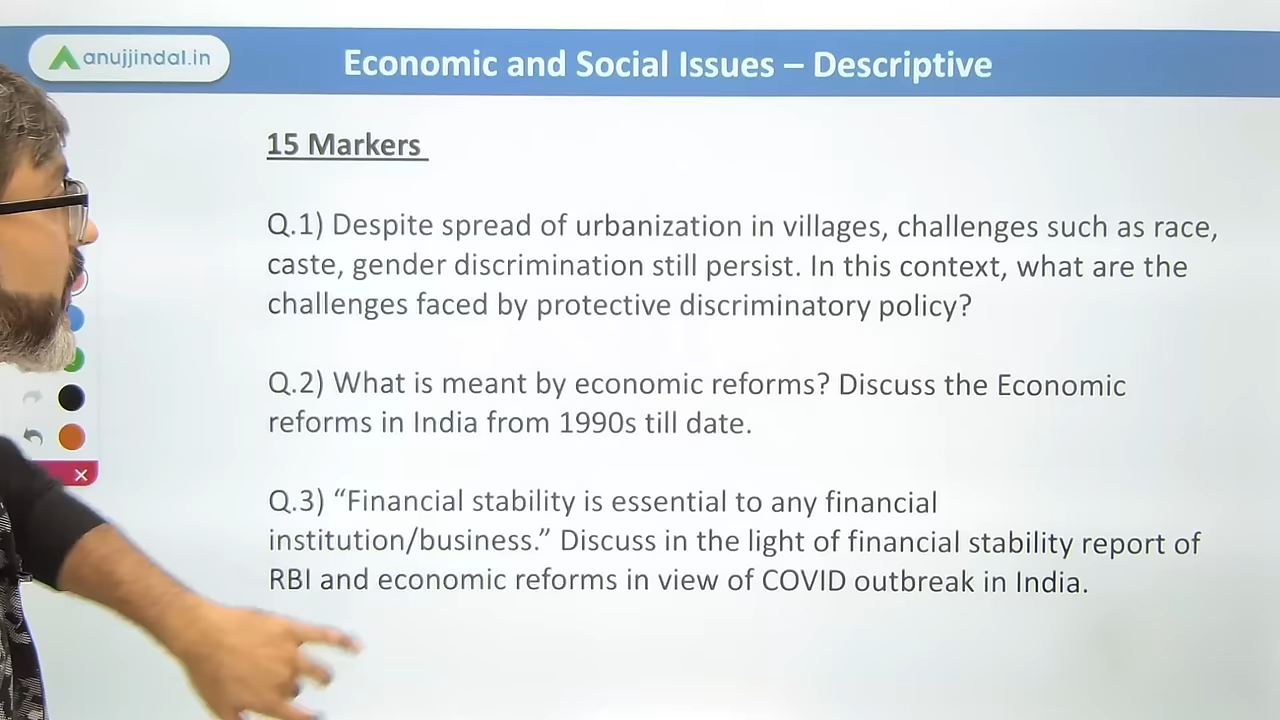 anujjindal.in
Economic and Social Issues – Descriptive
15 Markers
Q.1) Despite spread of urbanization in villages, challenges such as race,
caste, gender discrimination still persist. In this context, what are the
challenges faced by protective discriminatory policy?
Q.2) What is meant by economic reforms? Discuss the Economic
reforms in India from 1990s till date.
Q.3) “Financial stability is essential to any financial
institution/business.” Discuss in the light of financial stability report of
RBI and economic reforms in view of COVID outbreak in India.